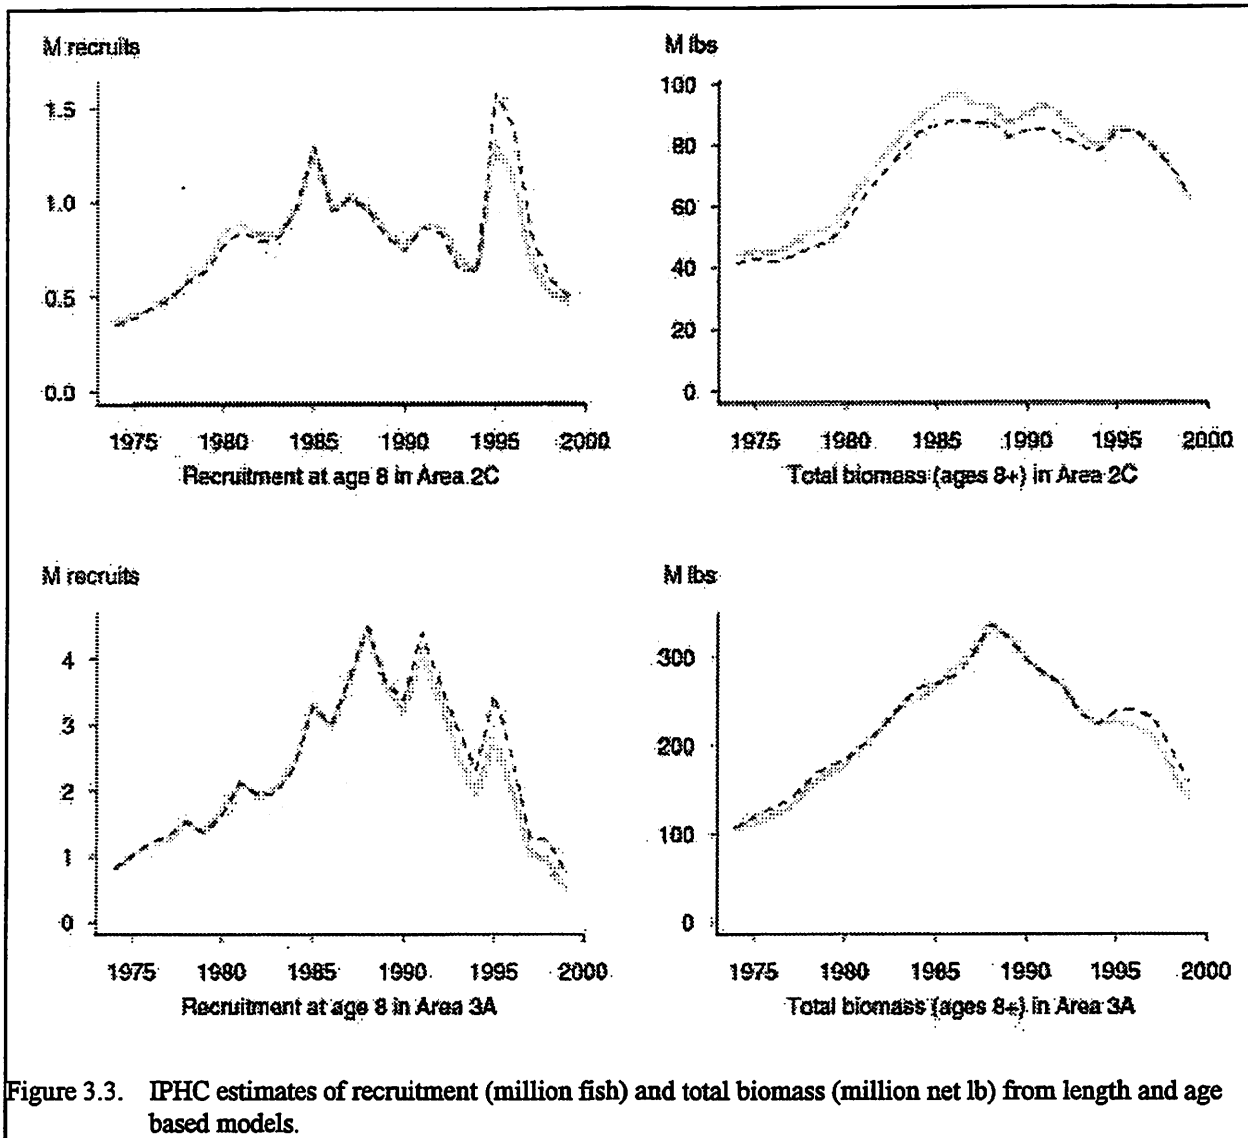 M recruits
1.5
1.0
0.5
0.0
1975 1980 1985 1990 1995 2000
Recruitment at age 8 in Area 2C
M lbs
100
80
60
40
20
0
1975 1980 1985 1990 1995 2000
Total biomass (ages 8+) in Area 2C
M recruits
4
3
2
1
0
1975 1980 1985 1990 1995 2000
Recruitment at age 8 in Area 3A
M lbs
300
200
100
0
1975 1980 1985 1990 1995 2000
Total biomass (ages 8+) in Area 3A
Figure 3.3. IPHC estimates of recruitment (million fish) and total biomass (million net lb) from length and age
based models.